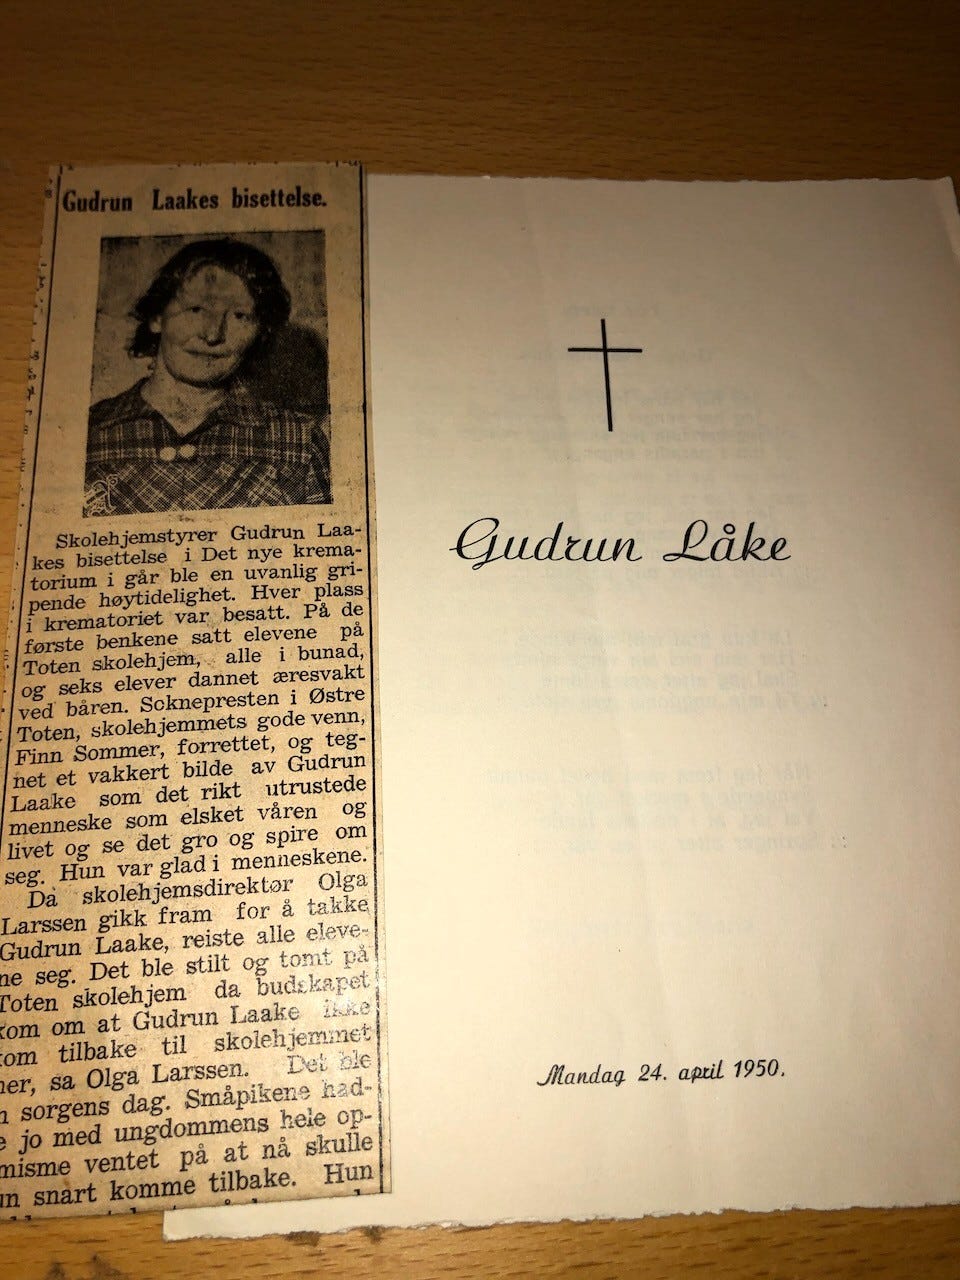 Gudrun Laakes bisettelse.
Skolehjemstyrer Gudrun Laa-
kes bisettelse i Det nye krema-
torium i går ble en uvanlig gri-
pende høytidelighet. Hver plass
i krematoriet var besatt. På de
første benkene satt elevene på
Toten skolehjem, alle i bunad,
og seks elever dannet æresvakt
ved båren. Soknepresten i Østre
Toten, skolehjemmets gode venn,
Finn Sommer, forrettet, og teg-
net et vakkert bilde av Gudrun
Laake som det rikt utrustede
menneske som elsket våren og
livet og se det gro og spire om
seg. Hun var glad i menneskene.
Da skolehjemsdirektør Olga
Larssen gikk fram for å takke
Gudrun Laake, reiste alle eleve-
ne seg. Det ble stilt og tomt på
Toten skolehjem da budskapet
kom om at Gudrun Laake ikke
kom tilbake til skolehjemmet
mer, sa Olga Larssen. Det ble
n sorgens dag. Småpikene had-
e jo med ungdommens hele op-
misme ventet på at nå skulle
un snart komme tilbake. Hun
Gudrun Låke
Mandag 24. april 1950.